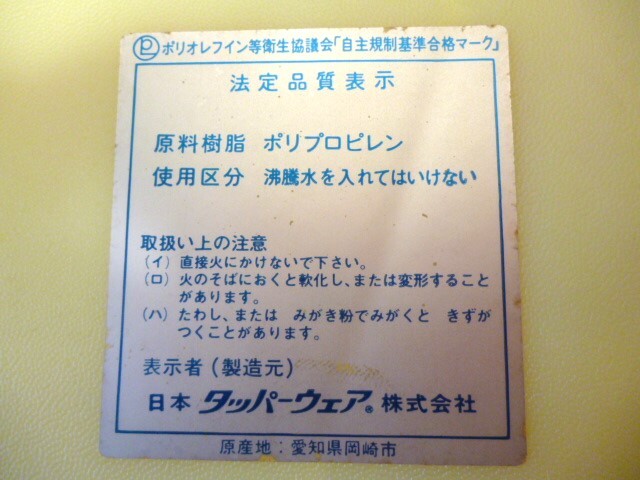 PL ポリオレフイン等衛生協議会「自主規制基準合格マーク」
法定品質表示
原料樹脂 ポリプロピレン
使用区分 沸騰水を入れてはいけない
取扱い上の注意
(イ) 直接火にかけないで下さい。
(ロ) 火のそばにおくと軟化し、または変形すること
があります。
(ハ) たわし、または みがき粉でみがくと きずが
つくことがあります。
表示者 (製造元)
日本 タッパーウェア® 株式会社
原産地：愛知県岡崎市